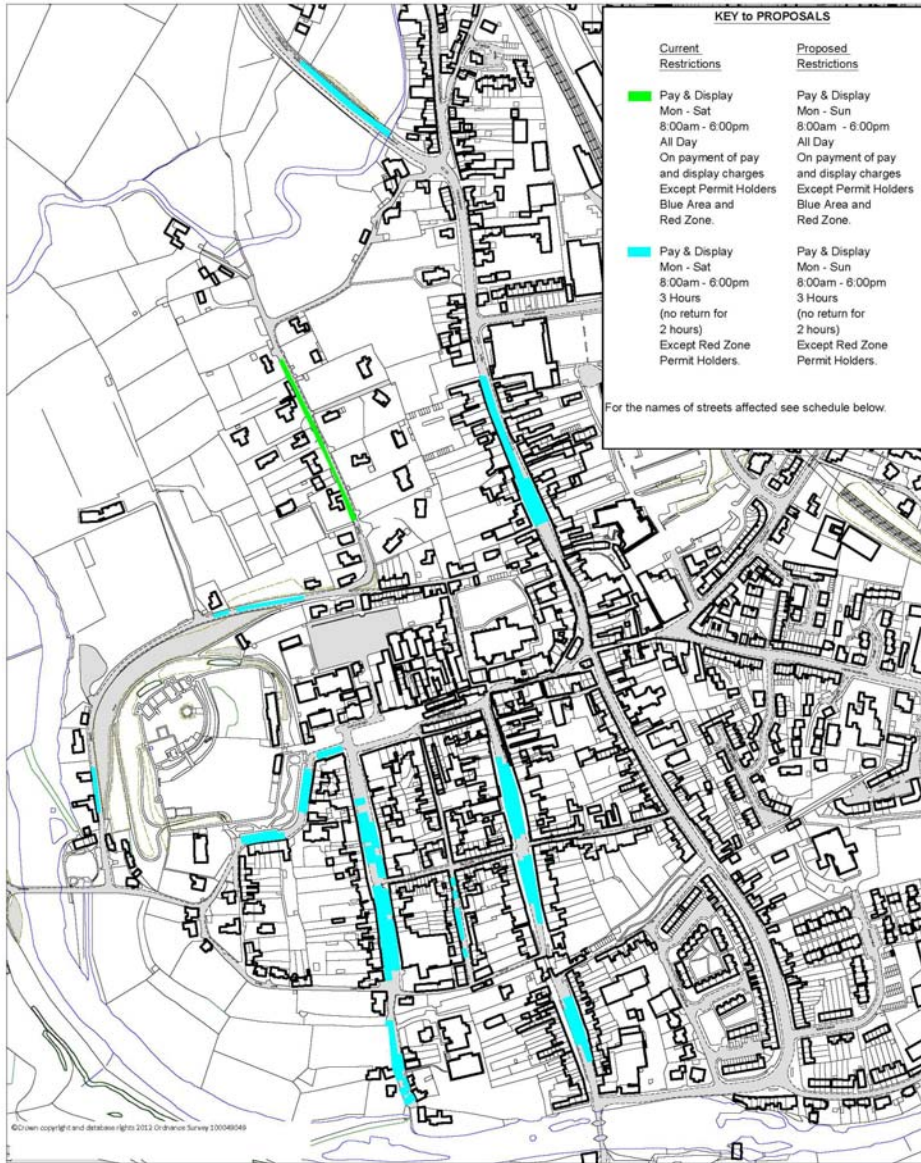 KEY to PROPOSALS
Current
Restrictions
Proposed
Restrictions
Pay & Display
Mon - Sat
8:00am - 6:00pm
All Day
On payment of pay
and display charges
Except Permit Holders
Blue Area and
Red Zone.
Pay & Display
Mon - Sun
8:00am - 6:00pm
All Day
On payment of pay
and display charges
Except Permit Holders
Blue Area and
Red Zone.
Pay & Display
Mon - Sat
8:00am - 6:00pm
3 Hours
(no return for
2 hours)
Except Red Zone
Permit Holders.
Pay & Display
Mon - Sun
8:00am - 6:00pm
3 Hours
(no return for
2 hours)
Except Red Zone
Permit Holders.
For the names of streets affected see schedule below.
©Crown copyright and database rights 2012 Ordnance Survey 100049049